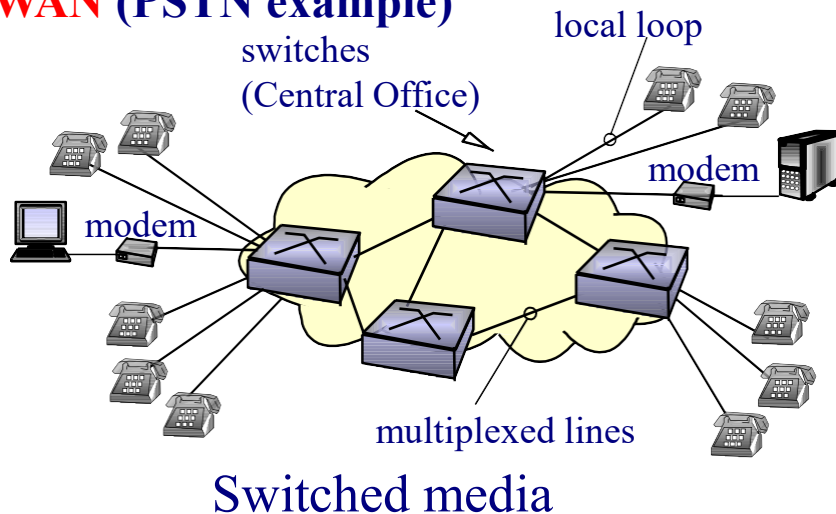 WAN (PSTN example)
local loop
switches
(Central Office)
modem
modem
multiplexed lines
Switched media